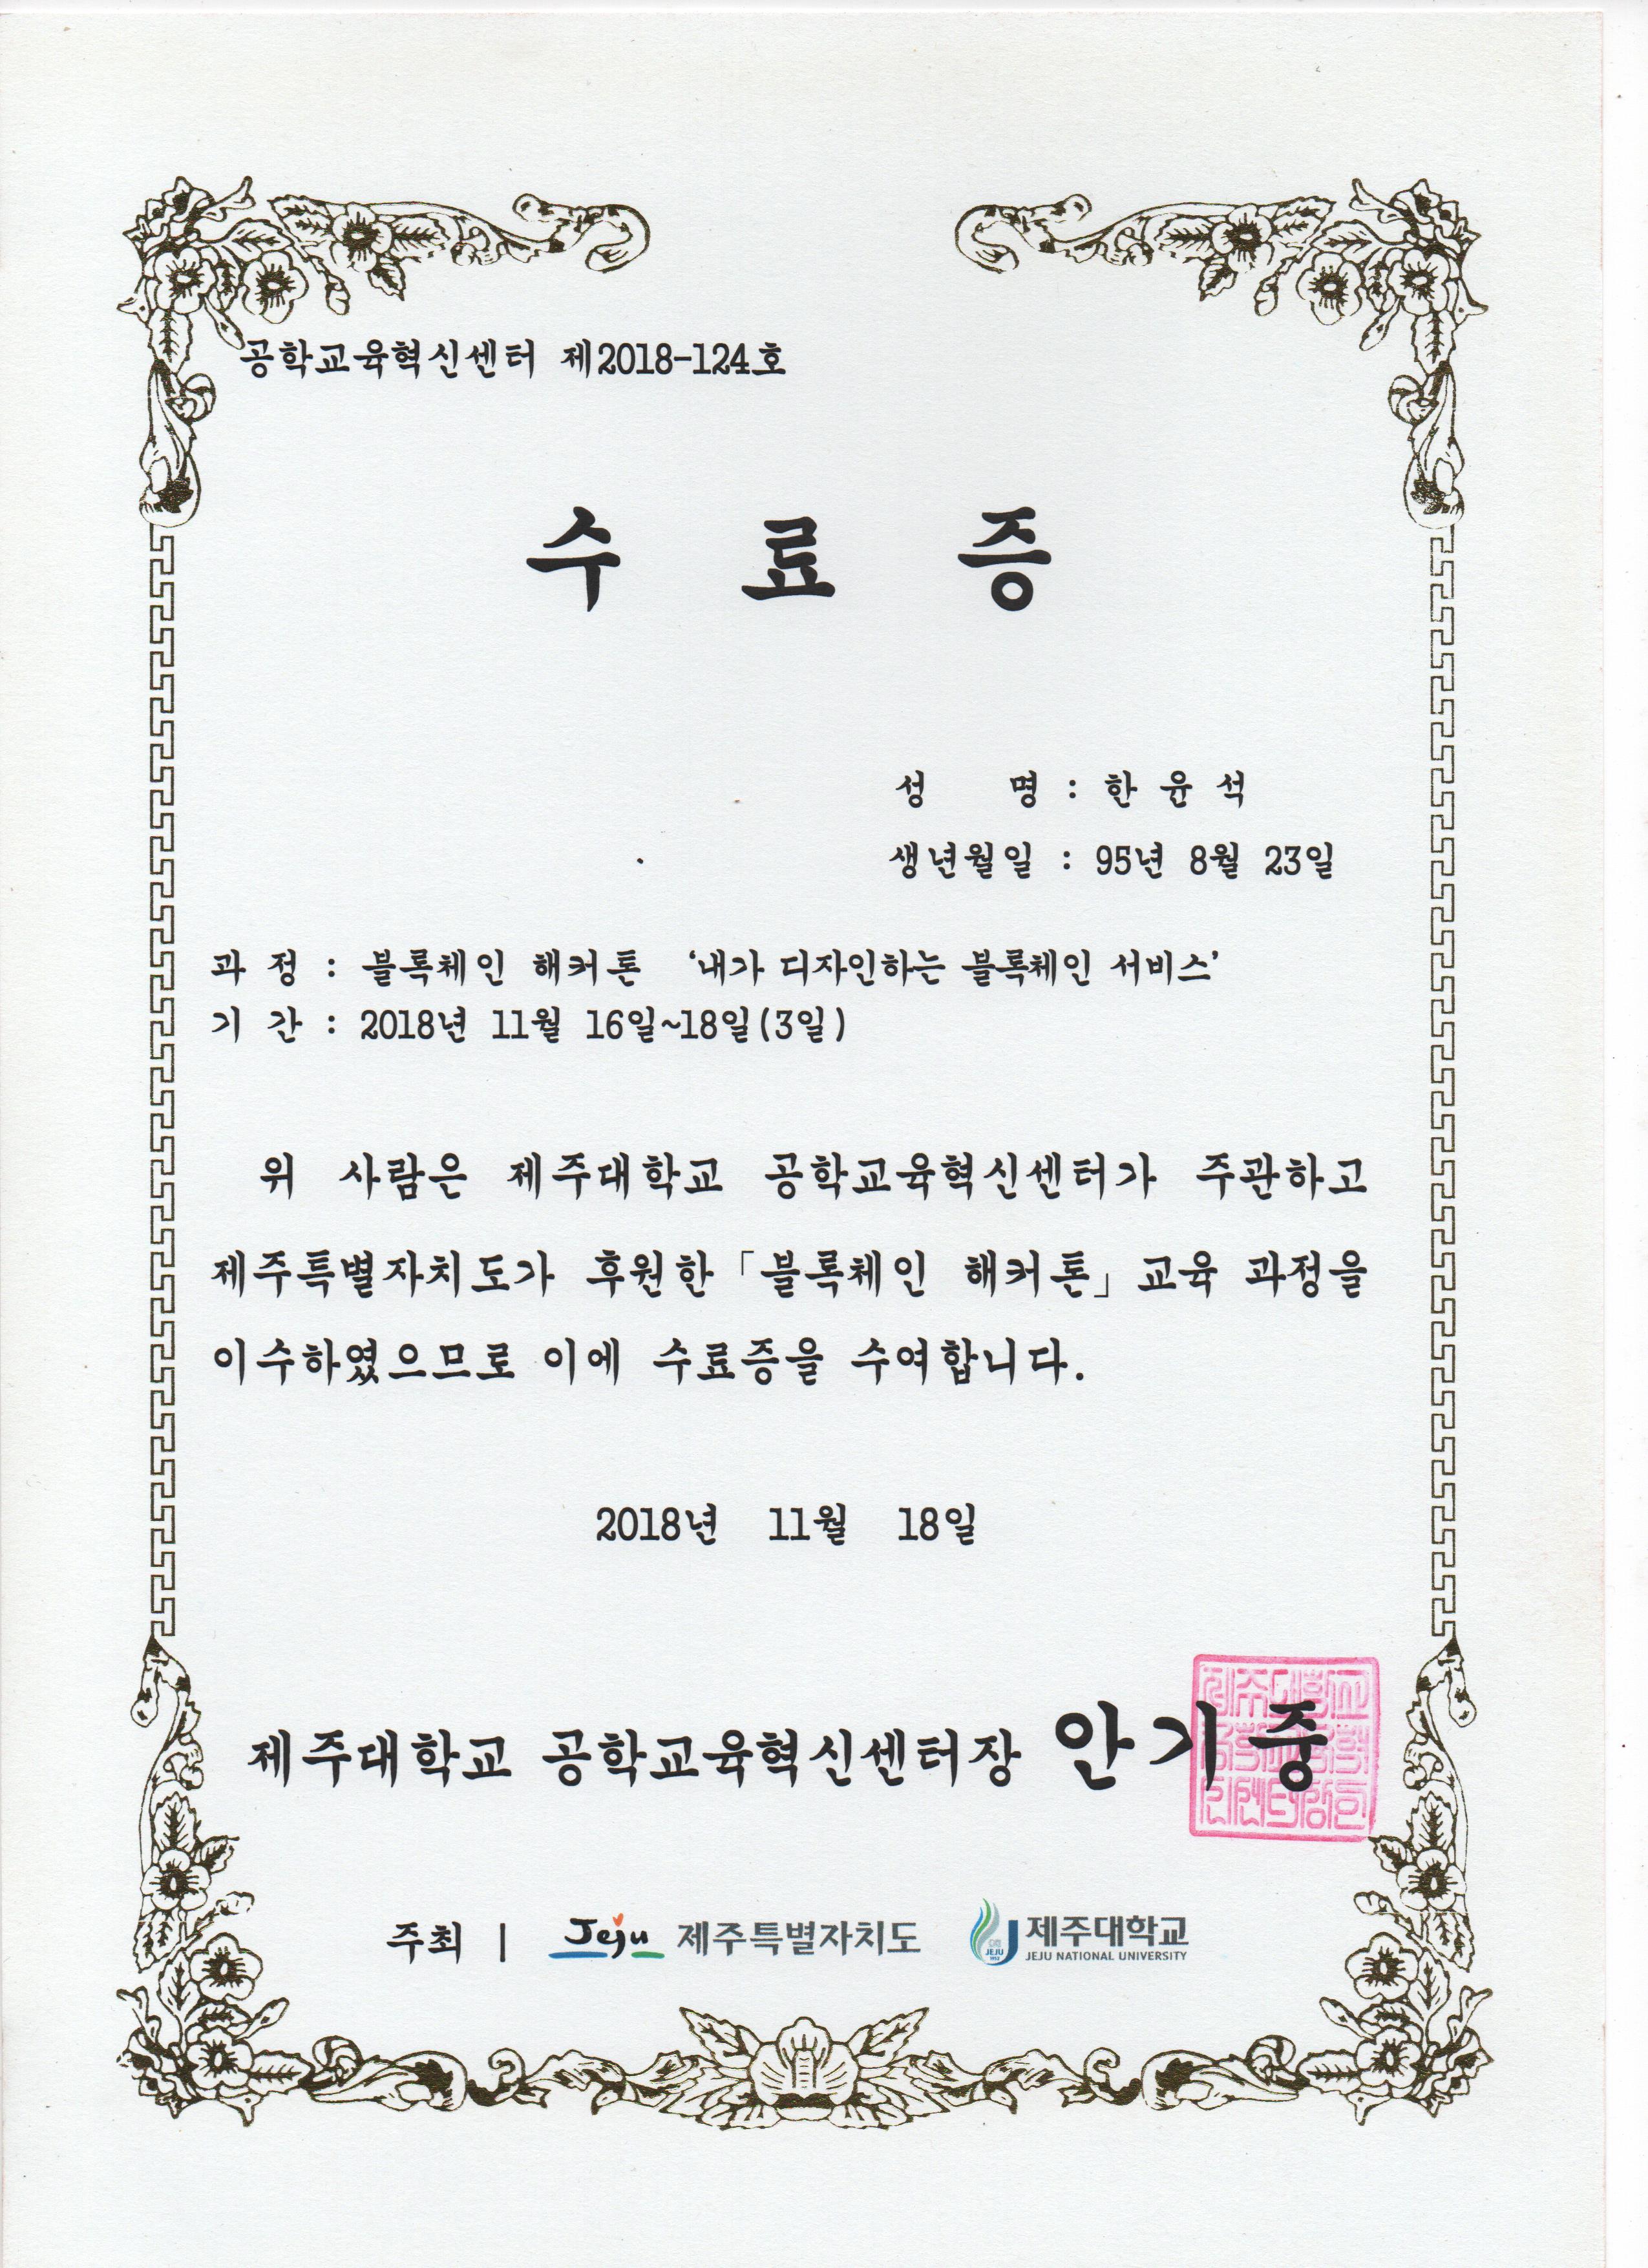 공학교육혁신센터 제2018-124호
수 료 증
성 명 : 한 윤 석
생년월일 : 95년 8월 23일
과 정 : 블록체인 해커톤 ‘내가 디자인하는 블록체인 서비스’
기 간 : 2018년 11월 16일~18일(3일)
위 사람은 제주대학교 공학교육혁신센터가 주관하고
제주특별자치도가 후원한 「블록체인 해커톤」 교육 과정을
이수하였으므로 이에 수료증을 수여합니다.
2018년 11월 18일
제주대학교 공학교육혁신센터장 안기중
주최 | Jeju 제주특별자치도 제주대학교
JEJU NATIONAL UNIVERSITY